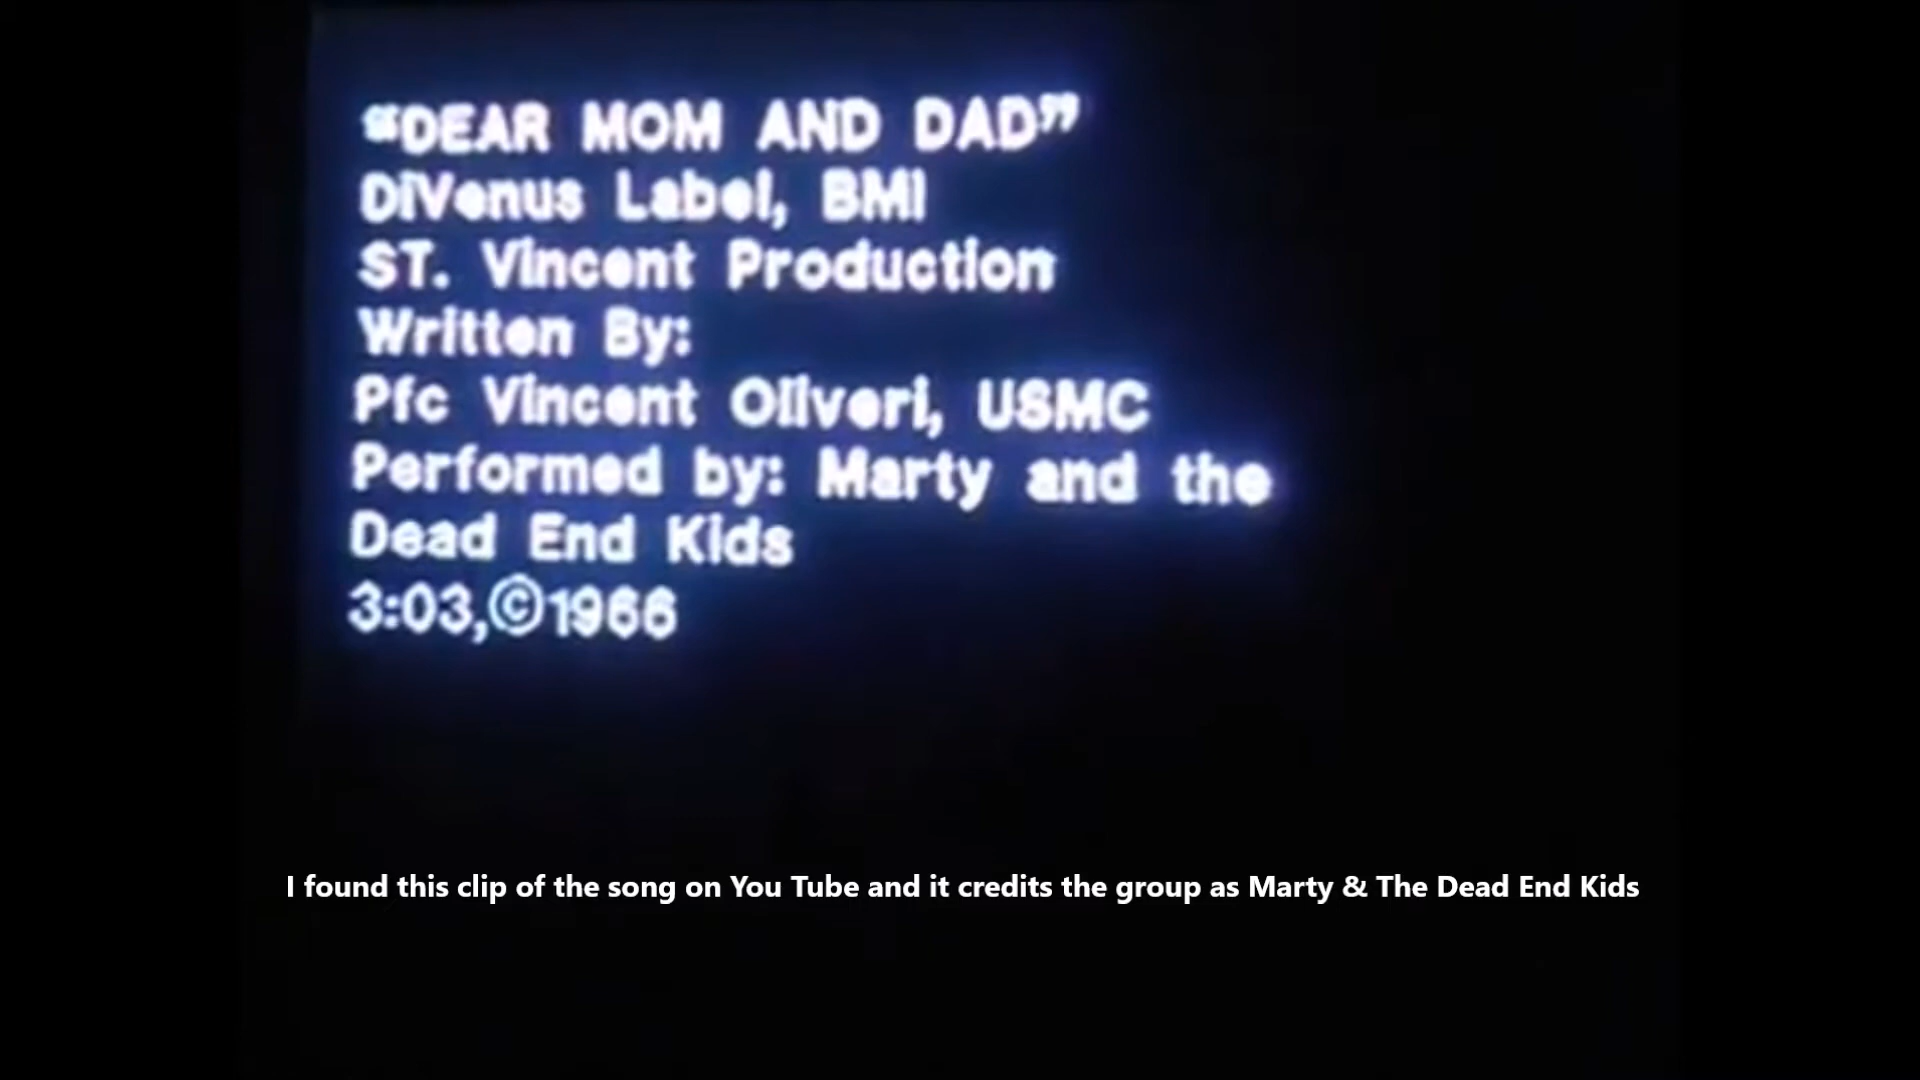 “DEAR MOM AND DAD”
DiVenus Label, BMI
ST. Vincent Production
Written By:
Pfc Vincent Oliveri, USMC
Performed by: Marty and the
Dead End Kids
3:03,©1966
I found this clip of the song on You Tube and it credits the group as Marty & The Dead End Kids